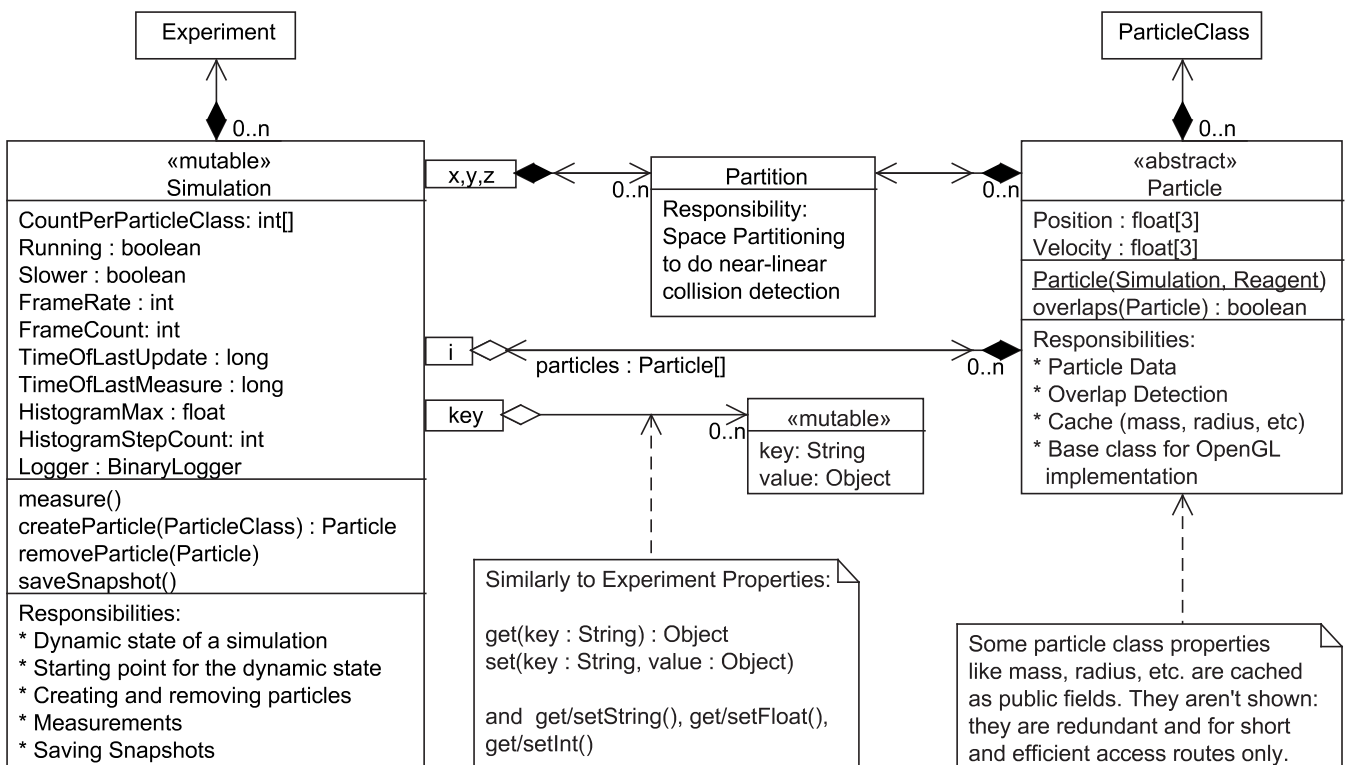 Experiment
ParticleClass
0..n
0..n
«mutable»
Simulation
CountPerParticleClass: int[]
Running : boolean
Slower : boolean
FrameRate : int
FrameCount: int
TimeOfLastUpdate : long
TimeOfLastMeasure : long
HistogramMax : float
HistogramStepCount: int
Logger : BinaryLogger
measure()
createParticle(ParticleClass) : Particle
removeParticle(Particle)
saveSnapshot()
Responsibilities:
* Dynamic state of a simulation
* Starting point for the dynamic state
* Creating and removing particles
* Measurements
* Saving Snapshots
x,y,z
0..n
Partition
Responsibility:
Space Partitioning
to do near-linear
collision detection
0..n
i
particles : Particle[]
0..n
key
0..n
«mutable»
key: String
value: Object
«abstract»
Particle
Position : float[3]
Velocity : float[3]
Particle(Simulation, Reagent)
overlaps(Particle) : boolean
Responsibilities:
* Particle Data
* Overlap Detection
* Cache (mass, radius, etc)
* Base class for OpenGL
implementation
Similarly to Experiment Properties:
get(key : String) : Object
set(key : String, value : Object)
and get/setString(), get/setFloat(),
get/setInt()
Some particle class properties
like mass, radius, etc. are cached
as public fields. They aren't shown:
they are redundant and for short
and efficient access routes only.